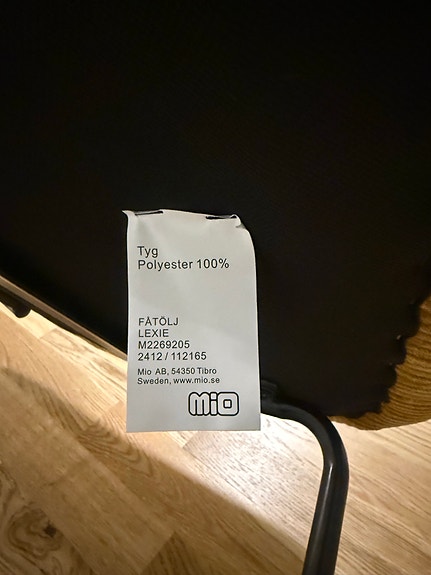 Tyg
Polyester 100%
FÅTÖLJ
LEXIE
M2269205
2412 / 112165
Mio AB, 54350 Tibro
Sweden, www.mio.se
MiO